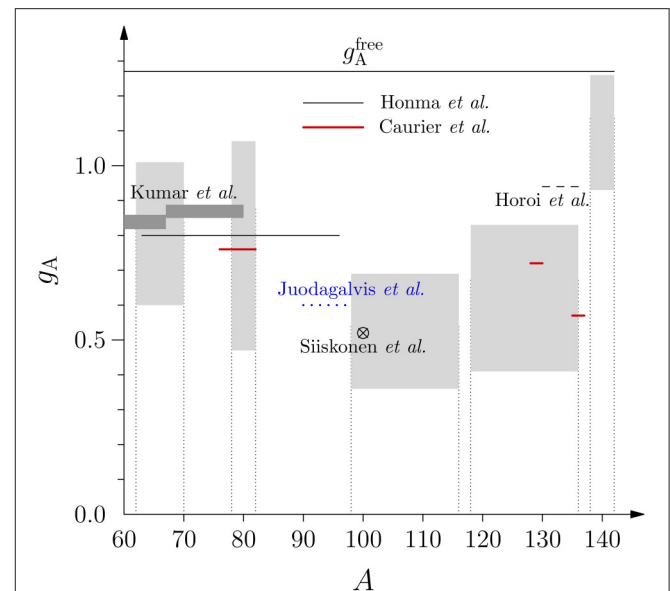 g_A^free
Honma et al.
Caurier et al.
1.0
Kumar et al.
Horoi et al.
g_A
Juodagalvis et al.
0.5
Siiskonen et al.
0.0
60 70 80 90 100 110 120 130 140
A